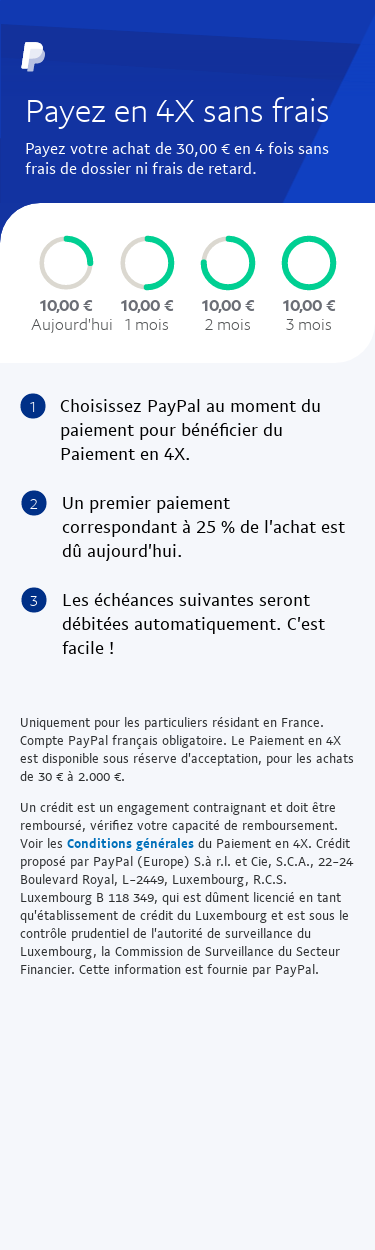 Payez en 4X sans frais
Payez votre achat de 30,00 € en 4 fois sans
frais de dossier ni frais de retard.
10,00 € 10,00 € 10,00 € 10,00 €
Aujourd'hui 1 mois 2 mois 3 mois
1 Choisissez PayPal au moment du
paiement pour bénéficier du
Paiement en 4X.
2 Un premier paiement
correspondant à 25 % de l'achat est
dû aujourd'hui.
3 Les échéances suivantes seront
débitées automatiquement. C'est
facile !
Uniquement pour les particuliers résidant en France.
Compte PayPal français obligatoire. Le Paiement en 4X
est disponible sous réserve d'acceptation, pour les achats
de 30 € à 2.000 €.
Un crédit est un engagement contraignant et doit être
remboursé, vérifiez votre capacité de remboursement.
Voir les Conditions générales du Paiement en 4X. Crédit
proposé par PayPal (Europe) S.à r.l. et Cie, S.C.A., 22-24
Boulevard Royal, L-2449, Luxembourg, R.C.S.
Luxembourg B 118 349, qui est dûment licencié en tant
qu'établissement de crédit du Luxembourg et est sous le
contrôle prudentiel de l'autorité de surveillance du
Luxembourg, la Commission de Surveillance du Secteur
Financier. Cette information est fournie par PayPal.